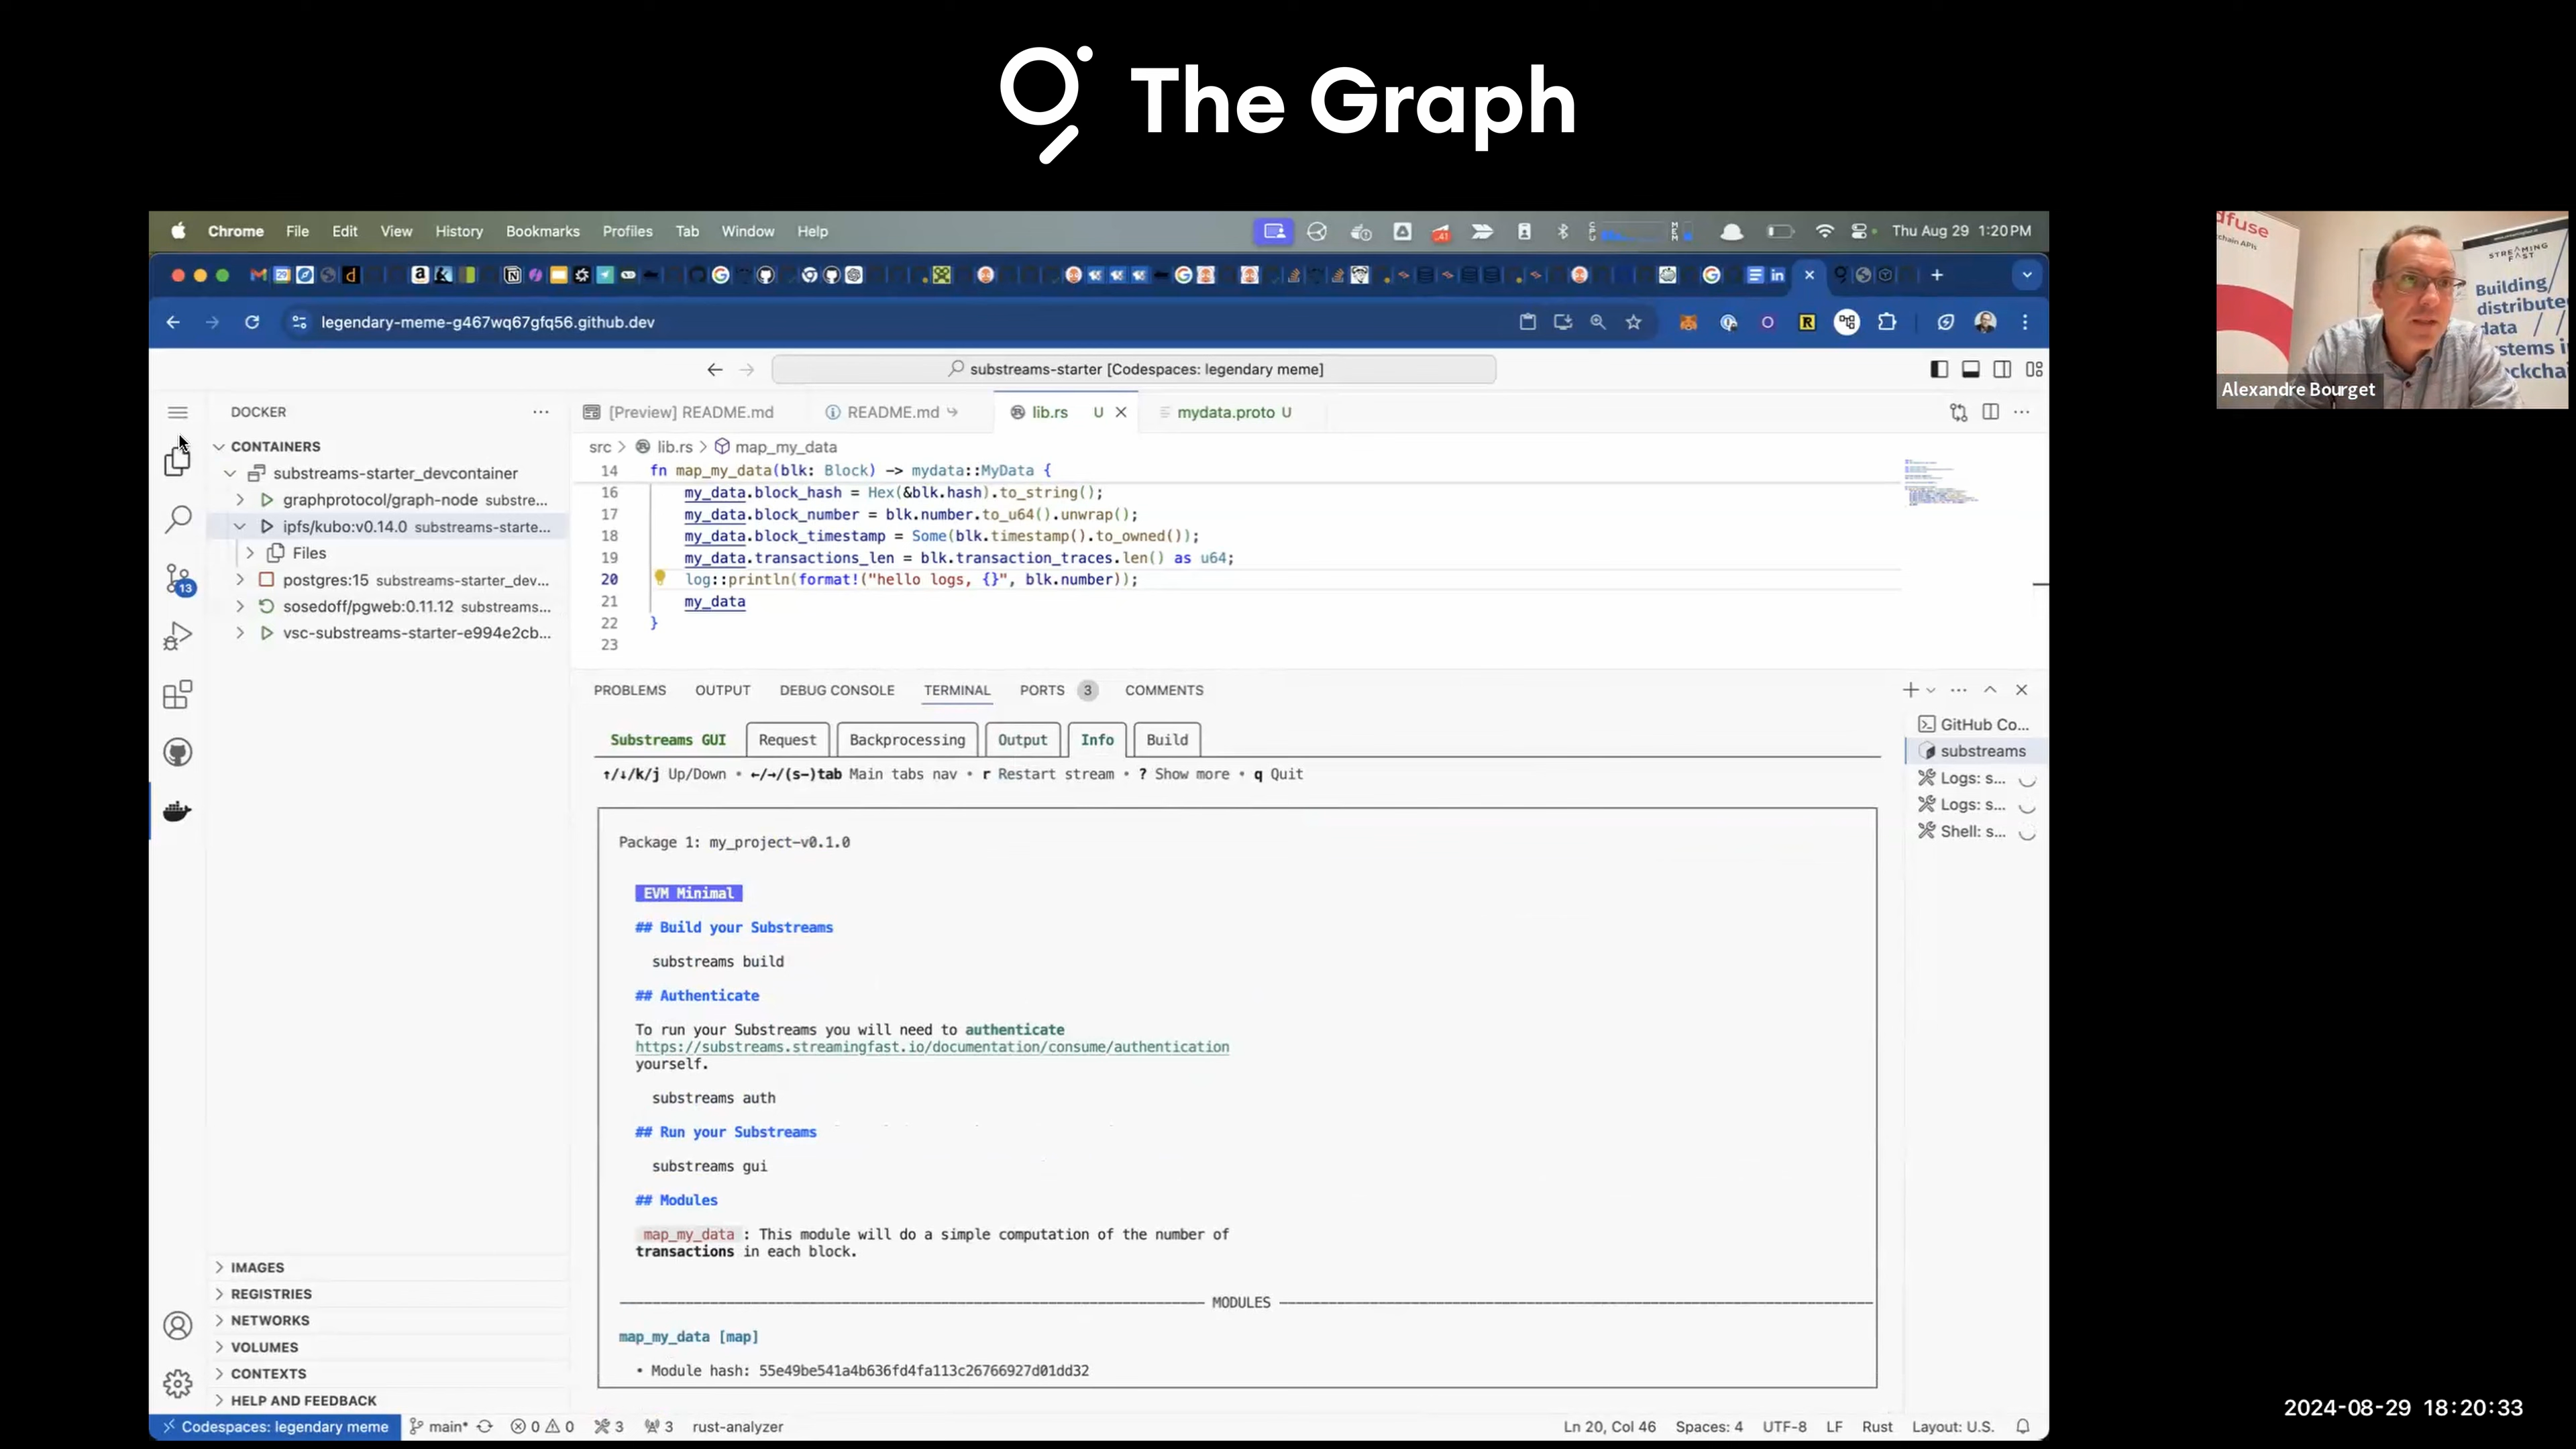 The Graph
Chrome File Edit View History Bookmarks Profiles Tab Window Help
Thu Aug 29 1:20 PM
legendary-meme-g467wq67gfq56.github.dev
substreams-starter [Codespaces: legendary meme]
DOCKER
CONTAINERS
substreams-starter_devcontainer
graphprotocol/graph-node substre...
ipfs/kubo:v0.14.0 substreams-starte...
Files
postgres:15 substreams-starter_dev...
sosedoff/pgweb:0.11.12 substreams...
vsc-substreams-starter-e994e2cb...
13
IMAGES
REGISTRIES
NETWORKS
VOLUMES
CONTEXTS
HELP AND FEEDBACK
[Preview] README.md README.md lib.rs U mydata.proto U
src > lib.rs > map_my_data
14 fn map_my_data(blk: Block) -> mydata::MyData {
16 my_data.block_hash = Hex(&blk.hash).to_string();
17 my_data.block_number = blk.number.to_u64().unwrap();
18 my_data.block_timestamp = Some(blk.timestamp().to_owned());
19 my_data.transactions_len = blk.transaction_traces.len() as u64;
20 log::println(format!("hello logs, {}", blk.number));
21 my_data
22 }
23
PROBLEMS OUTPUT DEBUG CONSOLE TERMINAL PORTS 3 COMMENTS
Substreams GUI Request Backprocessing Output Info Build
↑/↓/k/j Up/Down • ←/→/(s-)tab Main tabs nav • r Restart stream • ? Show more • q Quit
Package 1: my_project-v0.1.0
EVM Minimal
## Build your Substreams
substreams build
## Authenticate
To run your Substreams you will need to authenticate
https://substreams.streamingfast.io/documentation/consume/authentication
yourself.
substreams auth
## Run your Substreams
substreams gui
## Modules
map_my_data : This module will do a simple computation of the number of
transactions in each block.
MODULES
map_my_data [map]
• Module hash: 55e49be541a4b636fd4fa113c26766927d01dd32
GitHub Co...
substreams
Logs: s...
Logs: s...
Shell: s...
Codespaces: legendary meme main* 0 0 3 3 rust-analyzer
Ln 20, Col 46 Spaces: 4 UTF-8 LF Rust Layout: U.S.
STREAMING
FAST
Building
distribute
data
Alexandre Bourget
2024-08-29 18:20:33